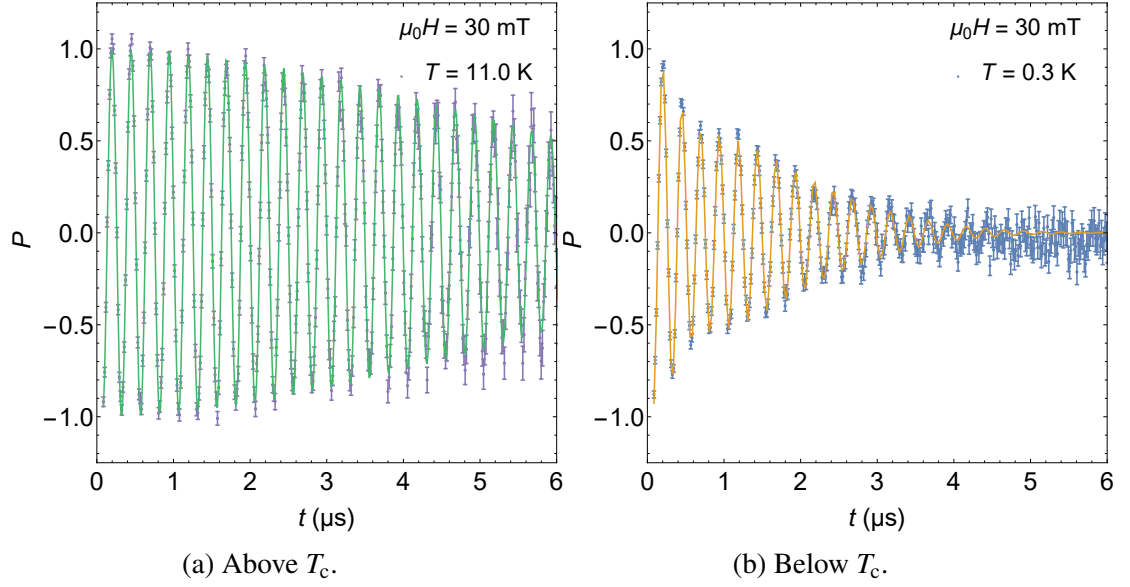 μ₀H = 30 mT
T = 11.0 K
1.0
0.5
0.0
−0.5
−1.0
P
0 1 2 3 4 5 6
t (μs)
(a) Above Tc.
μ₀H = 30 mT
T = 0.3 K
1.0
0.5
0.0
−0.5
−1.0
P
0 1 2 3 4 5 6
t (μs)
(b) Below Tc.